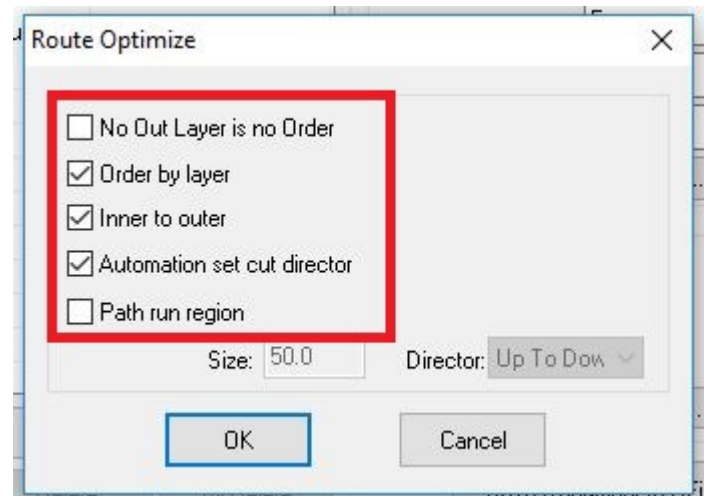 Route Optimize
No Out Layer is no Order
Order by layer
Inner to outer
Automation set cut director
Path run region
Size: 50.0 Director: Up To Dow
OK Cancel